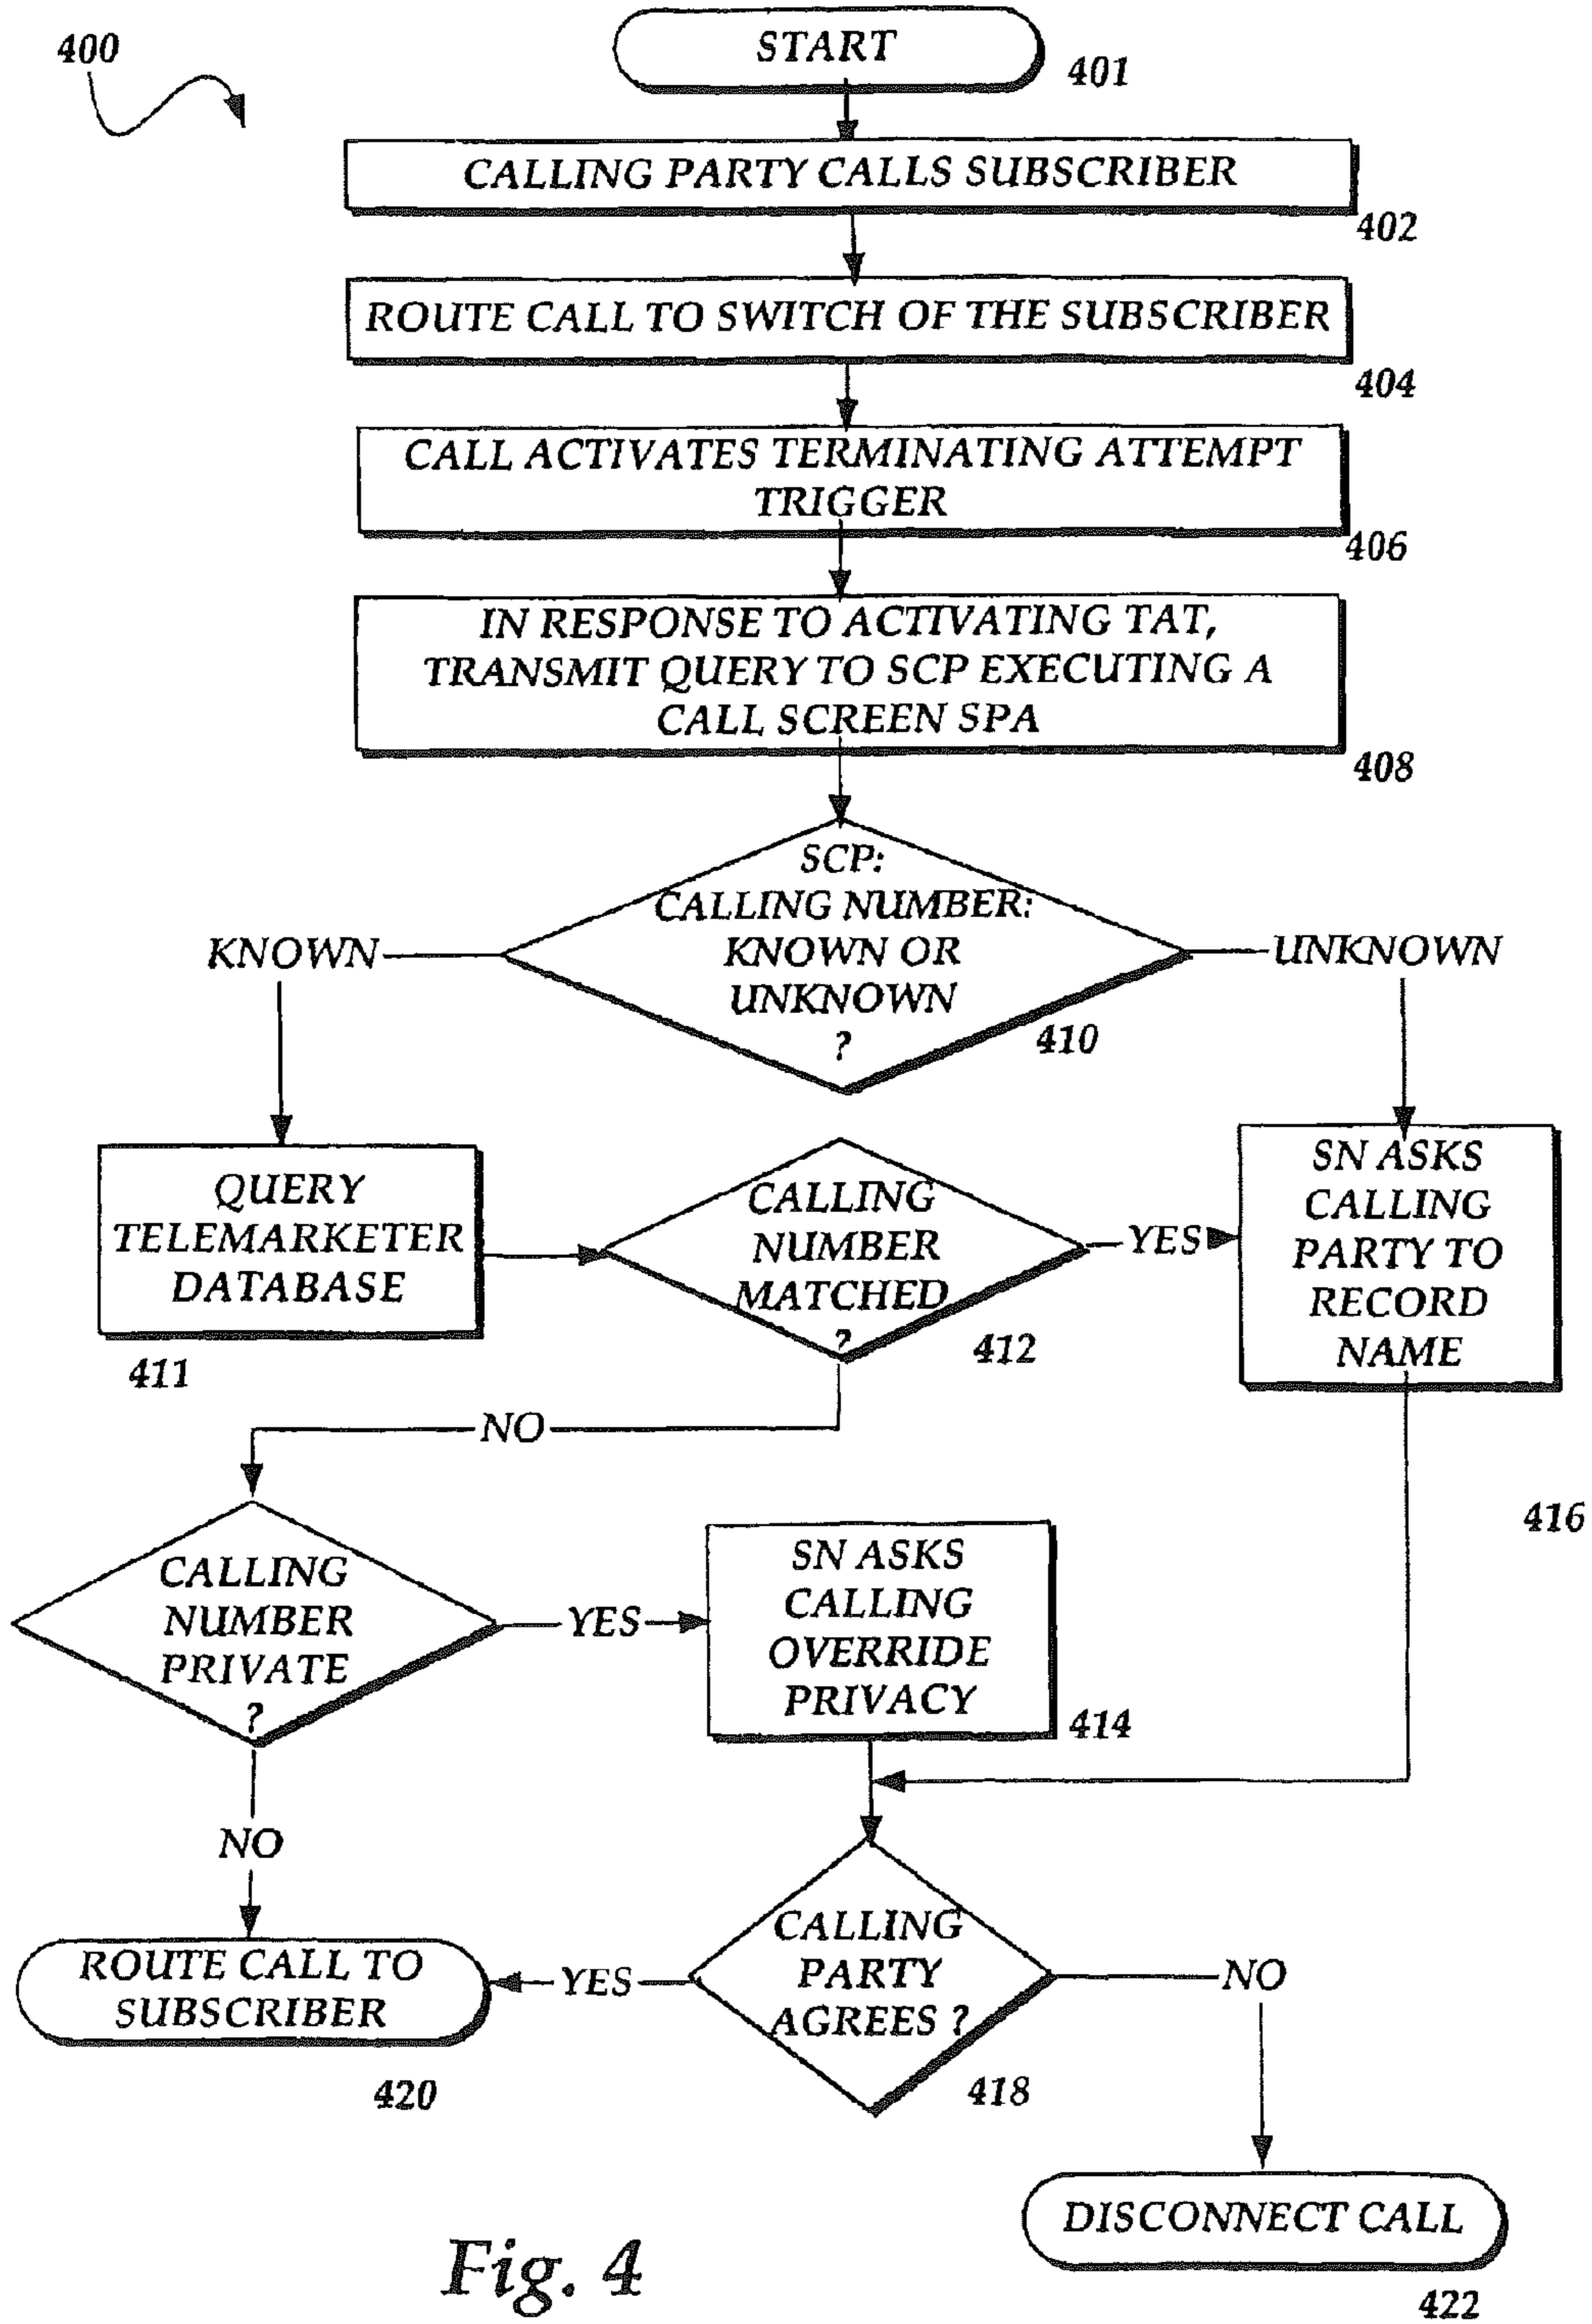 400
START
401
CALLING PARTY CALLS SUBSCRIBER
402
ROUTE CALL TO SWITCH OF THE SUBSCRIBER
404
CALL ACTIVATES TERMINATING ATTEMPT
TRIGGER
406
IN RESPONSE TO ACTIVATING TAT,
TRANSMIT QUERY TO SCP EXECUTING A
CALL SCREEN SPA
408
SCP:
CALLING NUMBER:
KNOWN OR
UNKNOWN
?
410
KNOWN
UNKNOWN
QUERY
TELEMARKETER
DATABASE
411
CALLING
NUMBER
MATCHED
?
412
YES
SN ASKS
CALLING
PARTY TO
RECORD
NAME
416
NO
CALLING
NUMBER
PRIVATE
?
YES
SN ASKS
CALLING
OVERRIDE
PRIVACY
414
NO
ROUTE CALL TO
SUBSCRIBER
420
YES
CALLING
PARTY
AGREES ?
418
NO
DISCONNECT CALL
422
Fig. 4